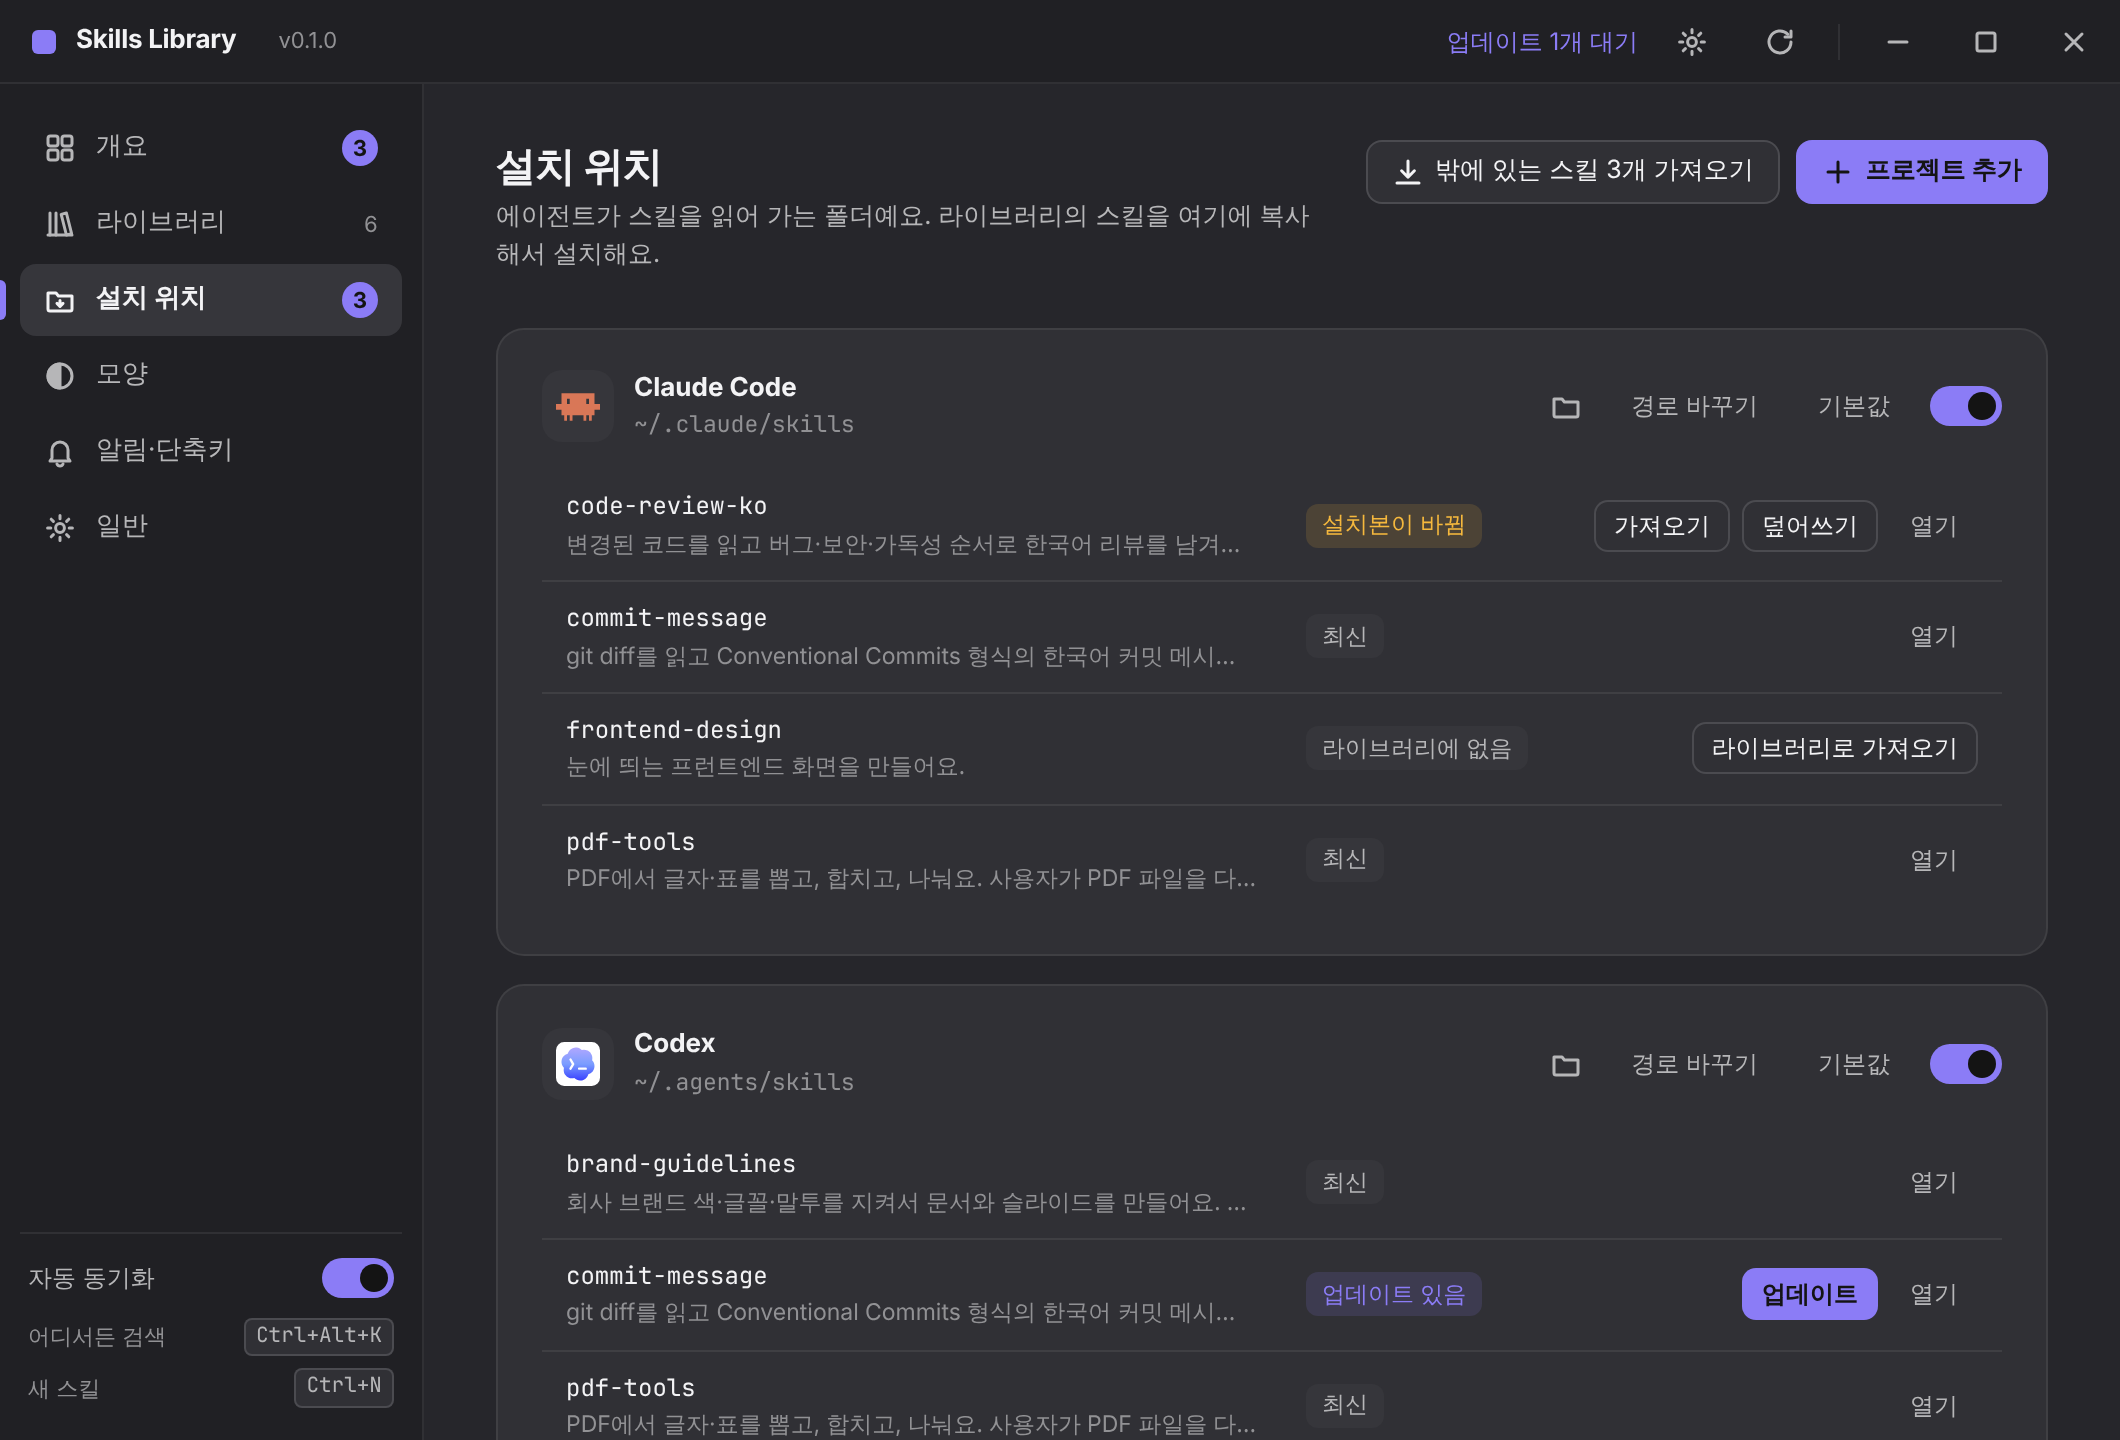 Skills Library v0.1.0
업데이트 1개 대기
개요 3
라이브러리 6
설치 위치 3
모양
알림·단축키
일반
자동 동기화
어디서든 검색 Ctrl+Alt+K
새 스킬 Ctrl+N
설치 위치
에이전트가 스킬을 읽어 가는 폴더예요. 라이브러리의 스킬을 여기에 복사
해서 설치해요.
밖에 있는 스킬 3개 가져오기
프로젝트 추가
Claude Code
~/.claude/skills
경로 바꾸기 기본값
code-review-ko
변경된 코드를 읽고 버그·보안·가독성 순서로 한국어 리뷰를 남겨...
설치본이 바뀜 가져오기 덮어쓰기 열기
commit-message
git diff를 읽고 Conventional Commits 형식의 한국어 커밋 메시...
최신 열기
frontend-design
눈에 띄는 프런트엔드 화면을 만들어요.
라이브러리에 없음 라이브러리로 가져오기
pdf-tools
PDF에서 글자·표를 뽑고, 합치고, 나눠요. 사용자가 PDF 파일을 다...
최신 열기
Codex
~/.agents/skills
경로 바꾸기 기본값
brand-guidelines
회사 브랜드 색·글꼴·말투를 지켜서 문서와 슬라이드를 만들어요. ...
최신 열기
commit-message
git diff를 읽고 Conventional Commits 형식의 한국어 커밋 메시...
업데이트 있음 업데이트 열기
pdf-tools
PDF에서 글자·표를 뽑고, 합치고, 나눠요. 사용자가 PDF 파일을 다...
최신 열기